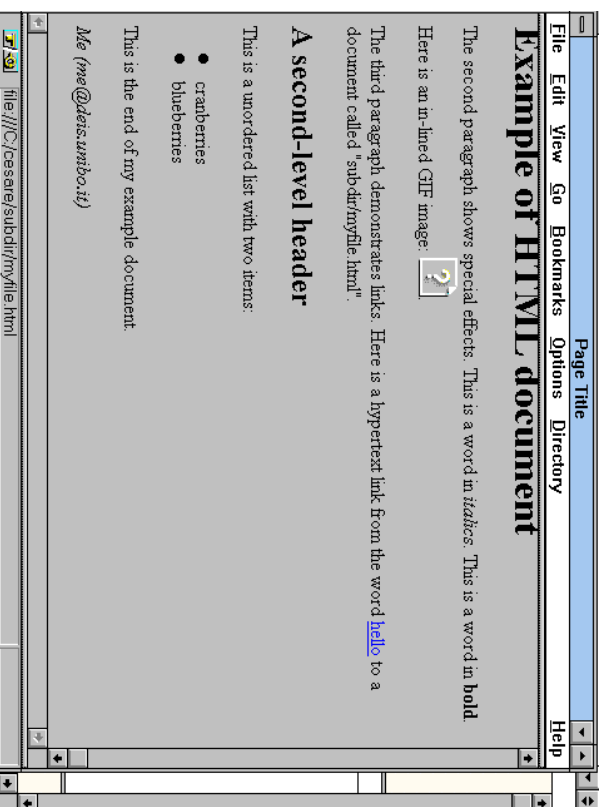 Page Title
File Edit View Go Bookmarks Options Directory Help
Example of HTML document
The second paragraph shows special effects. This is a word in italics. This is a word in bold.
Here is an in-lined GIF image: ?
The third paragraph demonstrates links. Here is a hypertext link from the word hello to a
document called "subdir/myfile.html".
A second-level header
This is a unordered list with two items:
● cranberries
● blueberries
This is the end of my example document.
Me (me@deis.unibo.it)
file:///C:/cesare/subdir/myfile.html